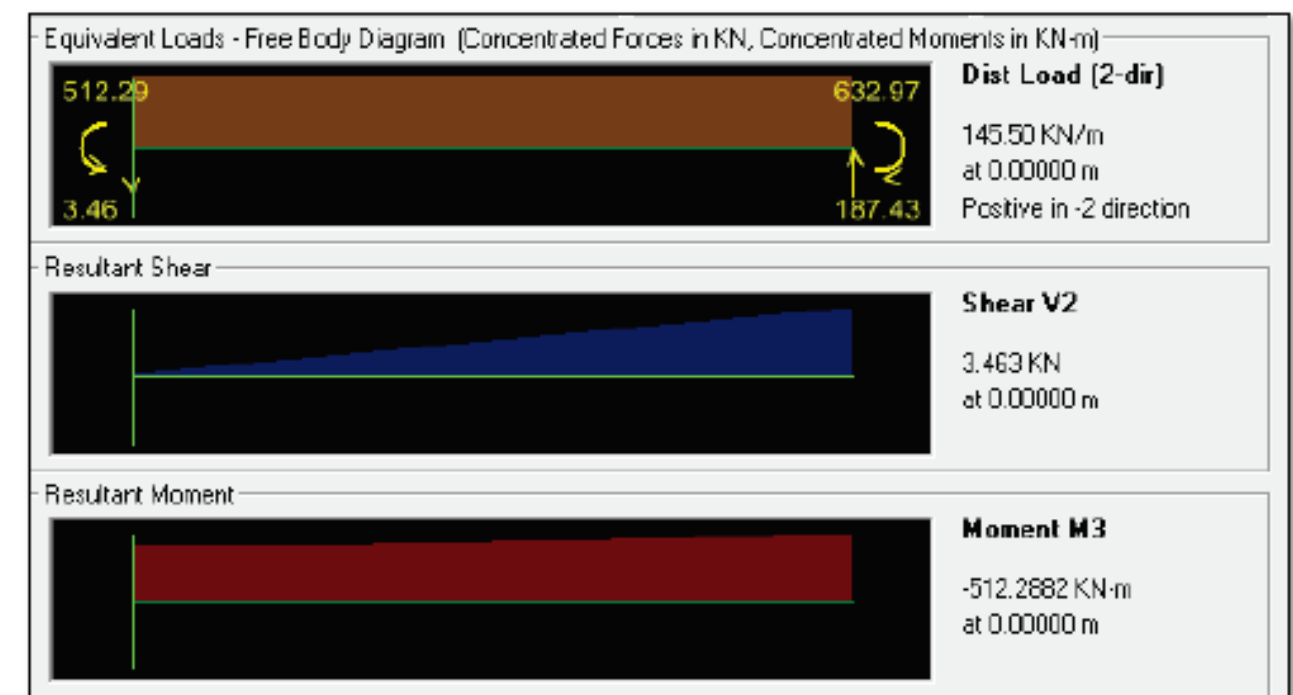 Equivalent Loads - Free Body Diagram (Concentrated Forces in KN, Concentrated Moments in KN-m)
512.29
632.97
3.46
187.43
Dist Load (2-dir)
145.50 KN/m
at 0.00000 m
Positive in -2 direction
Resultant Shear
Shear V2
3.463 KN
at 0.00000 m
Resultant Moment
Moment M3
-512.2882 KN-m
at 0.00000 m